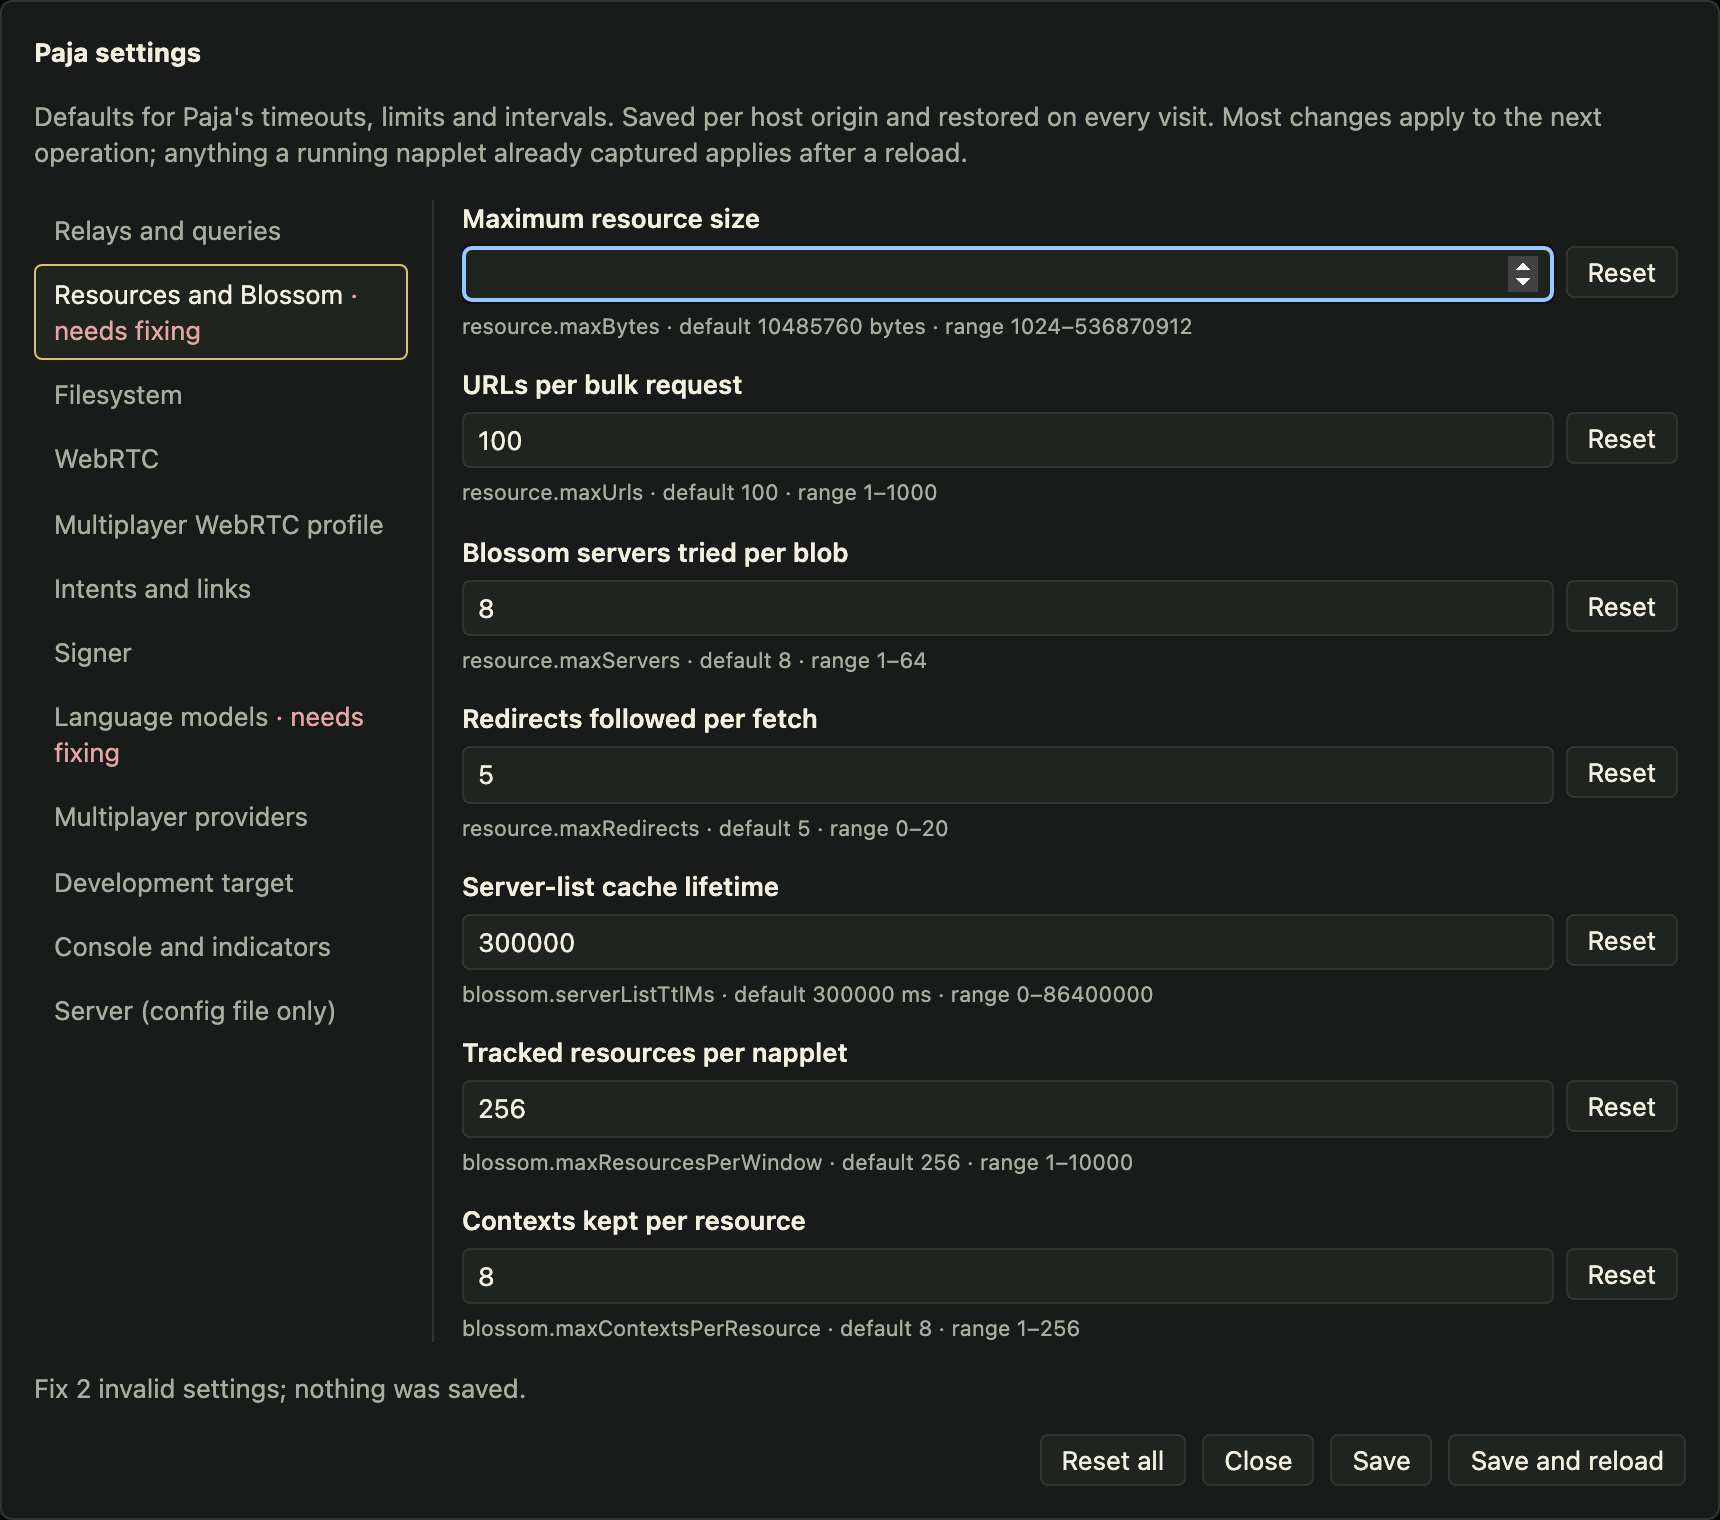 Paja settings
Defaults for Paja's timeouts, limits and intervals. Saved per host origin and restored on every visit. Most changes apply to the next
operation; anything a running napplet already captured applies after a reload.
Relays and queries
Resources and Blossom ·
needs fixing
Filesystem
WebRTC
Multiplayer WebRTC profile
Intents and links
Signer
Language models · needs
fixing
Multiplayer providers
Development target
Console and indicators
Server (config file only)
Maximum resource size
Reset
resource.maxBytes · default 10485760 bytes · range 1024–536870912
URLs per bulk request
100
Reset
resource.maxUrls · default 100 · range 1–1000
Blossom servers tried per blob
8
Reset
resource.maxServers · default 8 · range 1–64
Redirects followed per fetch
5
Reset
resource.maxRedirects · default 5 · range 0–20
Server-list cache lifetime
300000
Reset
blossom.serverListTtlMs · default 300000 ms · range 0–86400000
Tracked resources per napplet
256
Reset
blossom.maxResourcesPerWindow · default 256 · range 1–10000
Contexts kept per resource
8
Reset
blossom.maxContextsPerResource · default 8 · range 1–256
Fix 2 invalid settings; nothing was saved.
Reset all
Close
Save
Save and reload